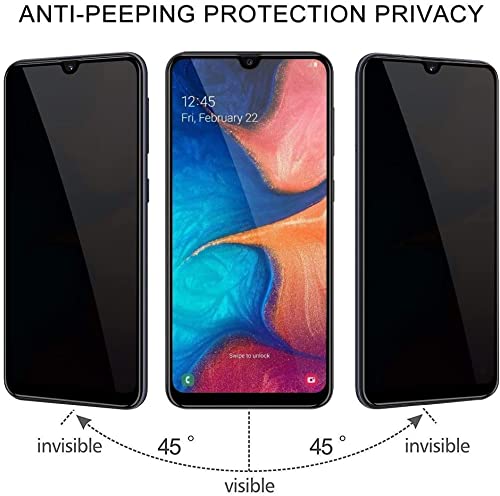 ANTI-PEEPING PROTECTION PRIVACY
12:45
Fri, February 22
Swipe to unlock
invisible 45 ° 45 ° invisible
visible